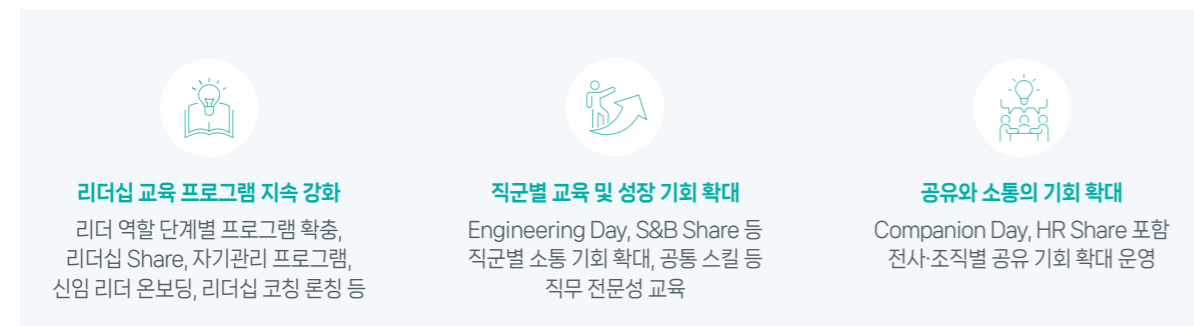 리더십 교육 프로그램 지속 강화
리더 역할 단계별 프로그램 확충,
리더십 Share, 자기관리 프로그램,
신임 리더 온보딩, 리더십 코칭 론칭 등
직군별 교육 및 성장 기회 확대
Engineering Day, S&B Share 등
직군별 소통 기회 확대, 공통 스킬 등
직무 전문성 교육
공유와 소통의 기회 확대
Companion Day, HR Share 포함
전사·조직별 공유 기회 확대 운영